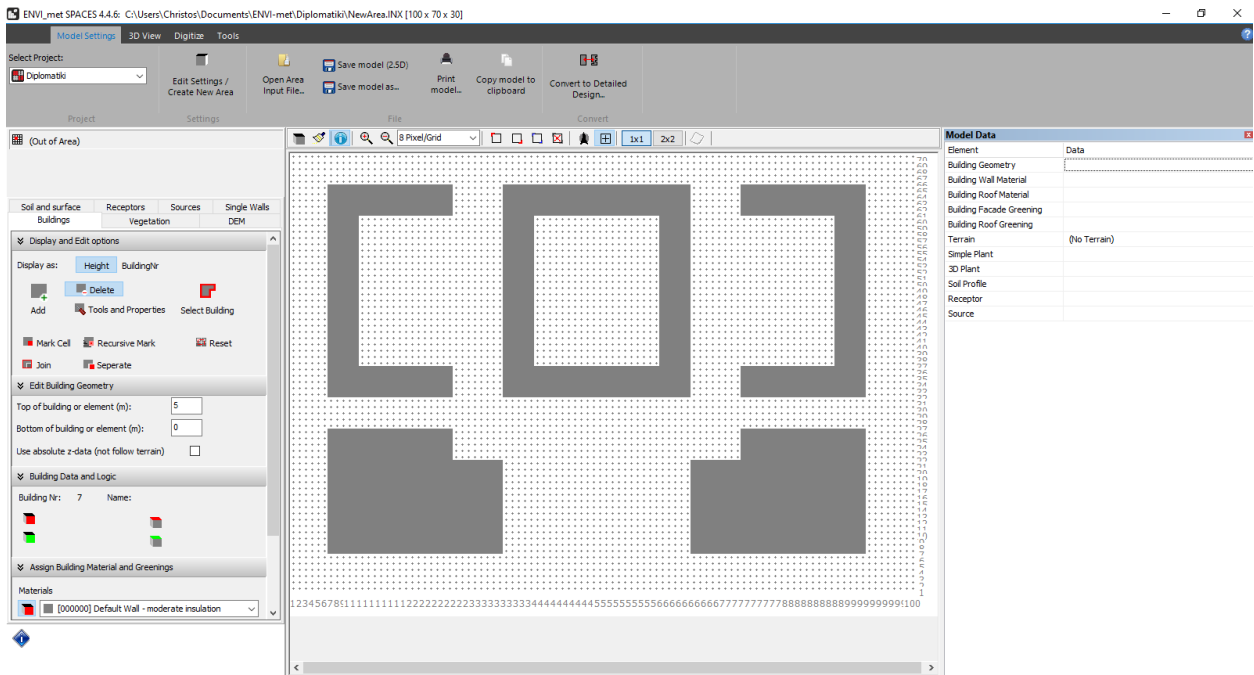 ENVI_met SPACES 4.4.6: C:\Users\Christos\Documents\ENVI-met\Diplomatiki\NewArea.INX [100 x 70 x 30]
Model Settings 3D View Digitize Tools
Select Project:
Diplomatiki
Edit Settings /
Create New Area
Open Area
Input File...
Save model (2.5D)
Save model as...
Print
model...
Copy model to
clipboard
Convert to Detailed
Design...
Project Settings File Convert
(Out of Area)
8 Pixel/Grid
1x1 2x2
Soil and surface Receptors Sources Single Walls
Buildings Vegetation DEM
Display and Edit options
Display as: Height BuildingNr
Add
Delete
Tools and Properties
Select Building
Mark Cell Recursive Mark Reset
Join Seperate
Edit Building Geometry
Top of building or element (m): 5
Bottom of building or element (m): 0
Use absolute z-data (not follow terrain)
Building Data and Logic
Building Nr: 7 Name:
Assign Building Material and Greenings
Materials
[000000] Default Wall - moderate insulation
Model Data
Element Data
Building Geometry
Building Wall Material
Building Roof Material
Building Facade Greening
Building Roof Greening
Terrain (No Terrain)
Simple Plant
3D Plant
Soil Profile
Receptor
Source